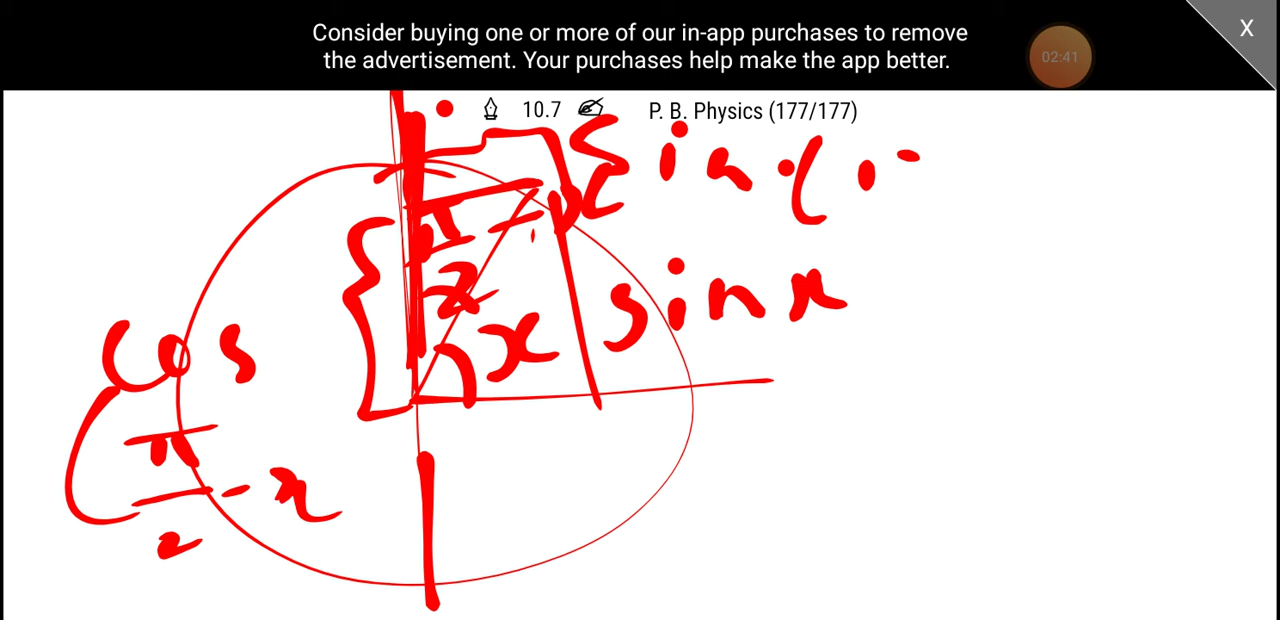 Consider buying one or more of our in-app purchases to remove
the advertisement. Your purchases help make the app better.
02:41
X
10.7 P. B. Physics (177/177)
sin(
π/2 - x
x
sin x
cos
(π/2 - x